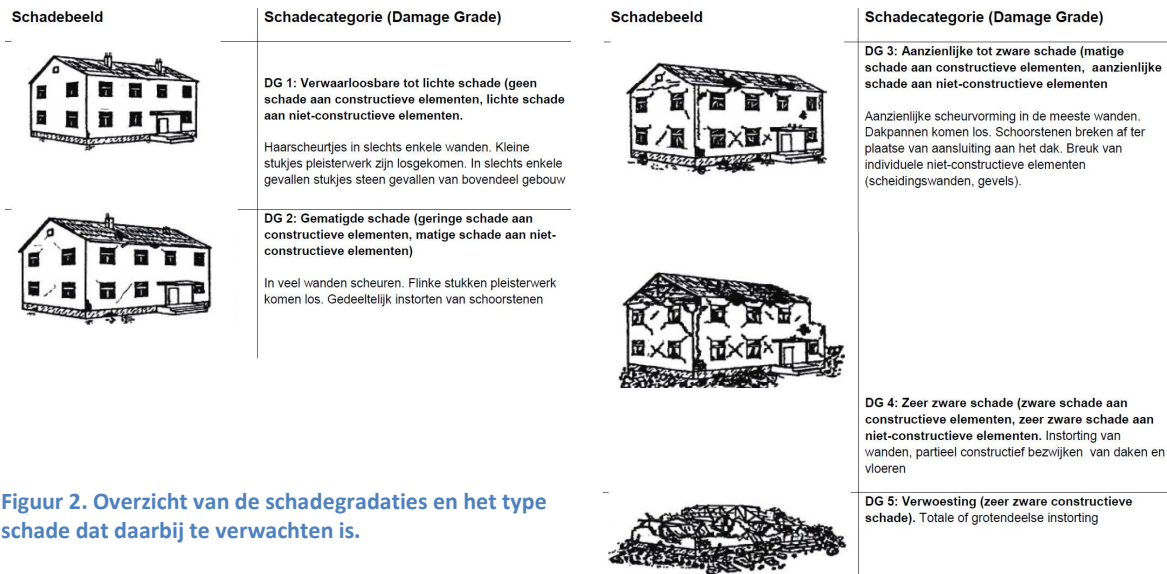 Schadebeeld
Schadecategorie (Damage Grade)
DG 1: Verwaarloosbare tot lichte schade (geen
schade aan constructieve elementen, lichte schade
aan niet-constructieve elementen.
Haarscheurtjes in slechts enkele wanden. Kleine
stukjes pleisterwerk zijn losgekomen. In slechts enkele
gevallen stukjes steen gevallen van bovendeel gebouw
DG 2: Gematigde schade (geringe schade aan
constructieve elementen, matige schade aan niet-
constructieve elementen)
In veel wanden scheuren. Flinke stukken pleisterwerk
komen los. Gedeeltelijk instorten van schoorstenen
Figuur 2. Overzicht van de schadegradaties en het type
schade dat daarbij te verwachten is.
Schadebeeld
Schadecategorie (Damage Grade)
DG 3: Aanzienlijke tot zware schade (matige
schade aan constructieve elementen, aanzienlijke
schade aan niet-constructieve elementen
Aanzienlijke scheurvorming in de meeste wanden.
Dakpannen komen los. Schoorstenen breken af ter
plaatse van aansluiting aan het dak. Breuk van
individuele niet-constructieve elementen
(scheidingswanden, gevels).
DG 4: Zeer zware schade (zware schade aan
constructieve elementen, zeer zware schade aan
niet-constructieve elementen. Instorting van
wanden, partieel constructief bezwijken van daken en
vloeren
DG 5: Verwoesting (zeer zware constructieve
schade). Totale of grotendeelse instorting